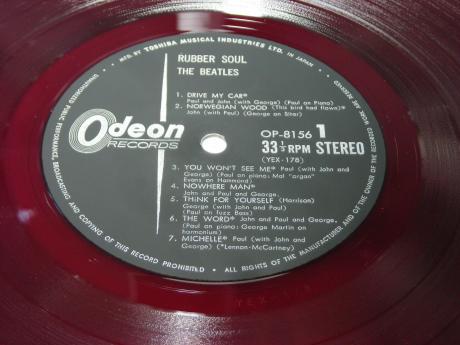 MFD. BY TOSHIBA MUSICAL INDUSTRIES LTD. IN JAPAN
RUBBER SOUL
THE BEATLES
1. DRIVE MY CAR*
Paul and John (with George) (Paul on Piano)
2. NORWEGIAN WOOD (This bird had flown)*
John (with Paul) (George on Sitar)
Odeon
RECORDS
OP-8156 1
33 1/3 RPM STEREO
(YEX-178)
3. YOU WON'T SEE ME* Paul (with John and
George) (Paul on piano; Mal "organ"
Evans on Hammond)
4. NOWHERE MAN*
John, Paul and George
5. THINK FOR YOURSELF (Harrison)
George (with John and Paul)
(Paul on fuzz Bass)
6. THE WORD* John and Paul and George.
(Paul on piano; George Martin on
harmonium)
7. MICHELLE* Paul (with John and
George) (*Lennon-McCartney)
UNAUTHORIZED PUBLIC PERFORMANCE, BROADCASTING AND COPYING OF THIS RECORD PROHIBITED • ALL RIGHTS OF THE MANUFACTURER AND OF THE OWNER OF THE RECORDED WORK ARE RESERVED
YEX